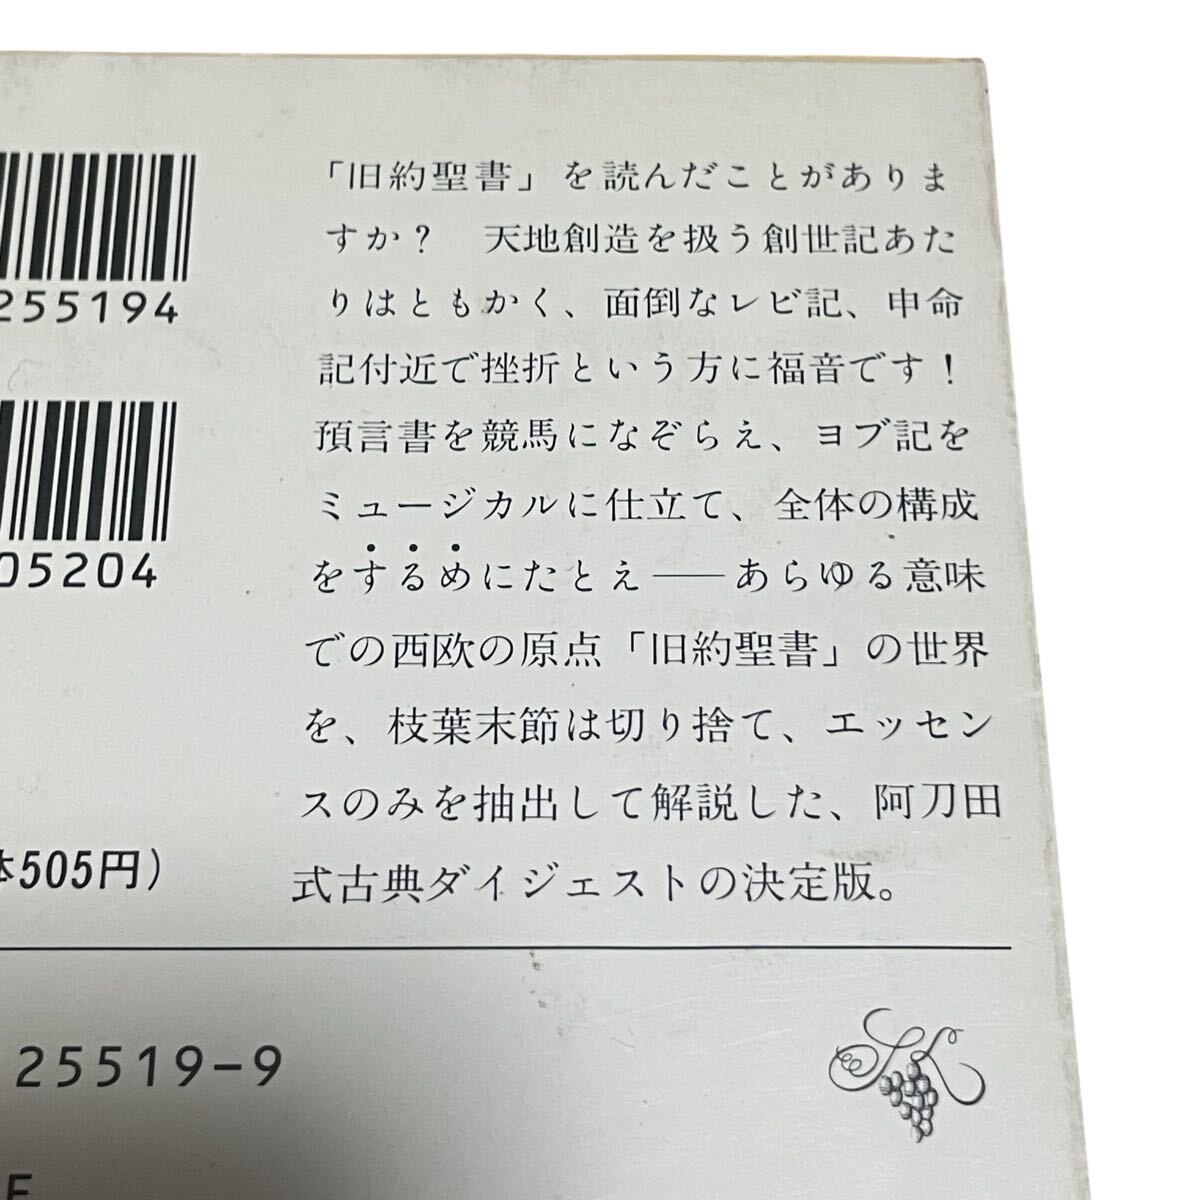 255194
05204
「旧約聖書」を読んだことがありま
すか？　天地創造を扱う創世記あた
りはともかく、面倒なレビ記、申命
記付近で挫折という方に福音です！
預言書を競馬になぞらえ、ヨブ記を
ミュージカルに仕立て、全体の構成
をするめにたとえ——あらゆる意味
での西欧の原点「旧約聖書」の世界
を、枝葉末節は切り捨て、エッセン
スのみを抽出して解説した、阿刀田
式古典ダイジェストの決定版。
体505円）
25519-9
SK